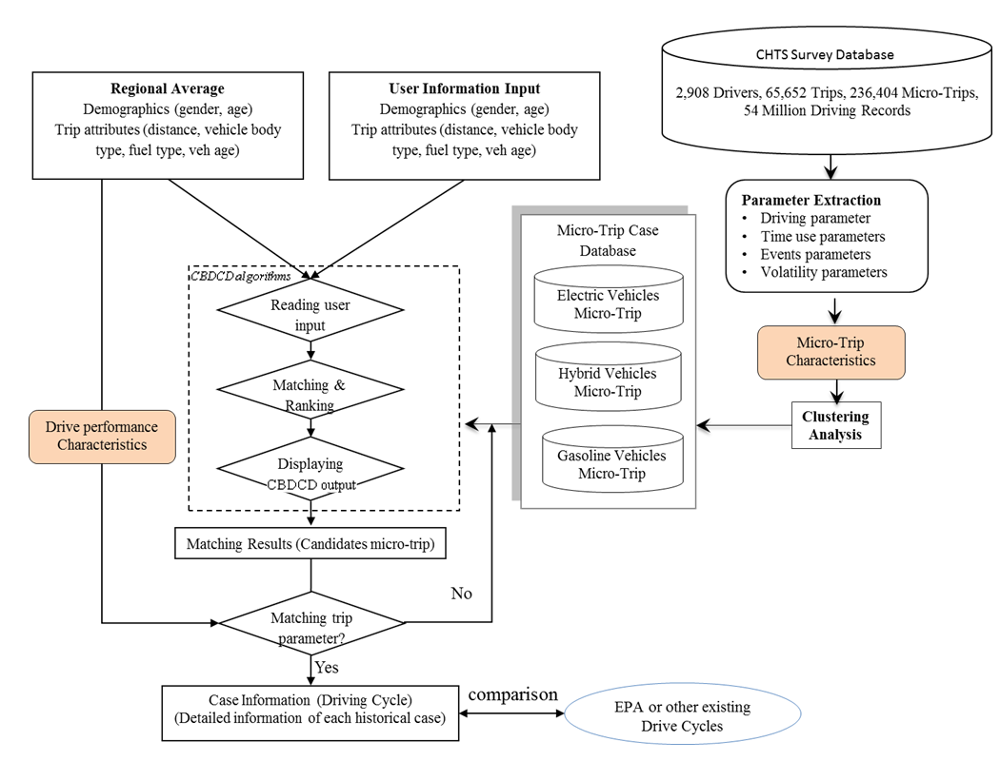 Regional Average
Demographics (gender, age)
Trip attributes (distance, vehicle body
type, fuel type, veh age)
User Information Input
Demographics (gender, age)
Trip attributes (distance, vehicle body
type, fuel type, veh age)
CHTS Survey Database
2,908 Drivers, 65,652 Trips, 236,404 Micro-Trips,
54 Million Driving Records
Parameter Extraction
• Driving parameter
• Time use parameters
• Events parameters
• Volatility parameters
Micro-Trip
Characteristics
Clustering
Analysis
Micro-Trip Case
Database
Electric Vehicles
Micro-Trip
Hybrid Vehicles
Micro-Trip
Gasoline Vehicles
Micro-Trip
CBDCD algorithms
Reading user
input
Matching &
Ranking
Displaying
CBDCD output
Drive performance
Characteristics
Matching Results (Candidates micro-trip)
No
Matching trip
parameter?
Yes
Case Information (Driving Cycle)
(Detailed information of each historical case)
comparison
EPA or other existing
Drive Cycles